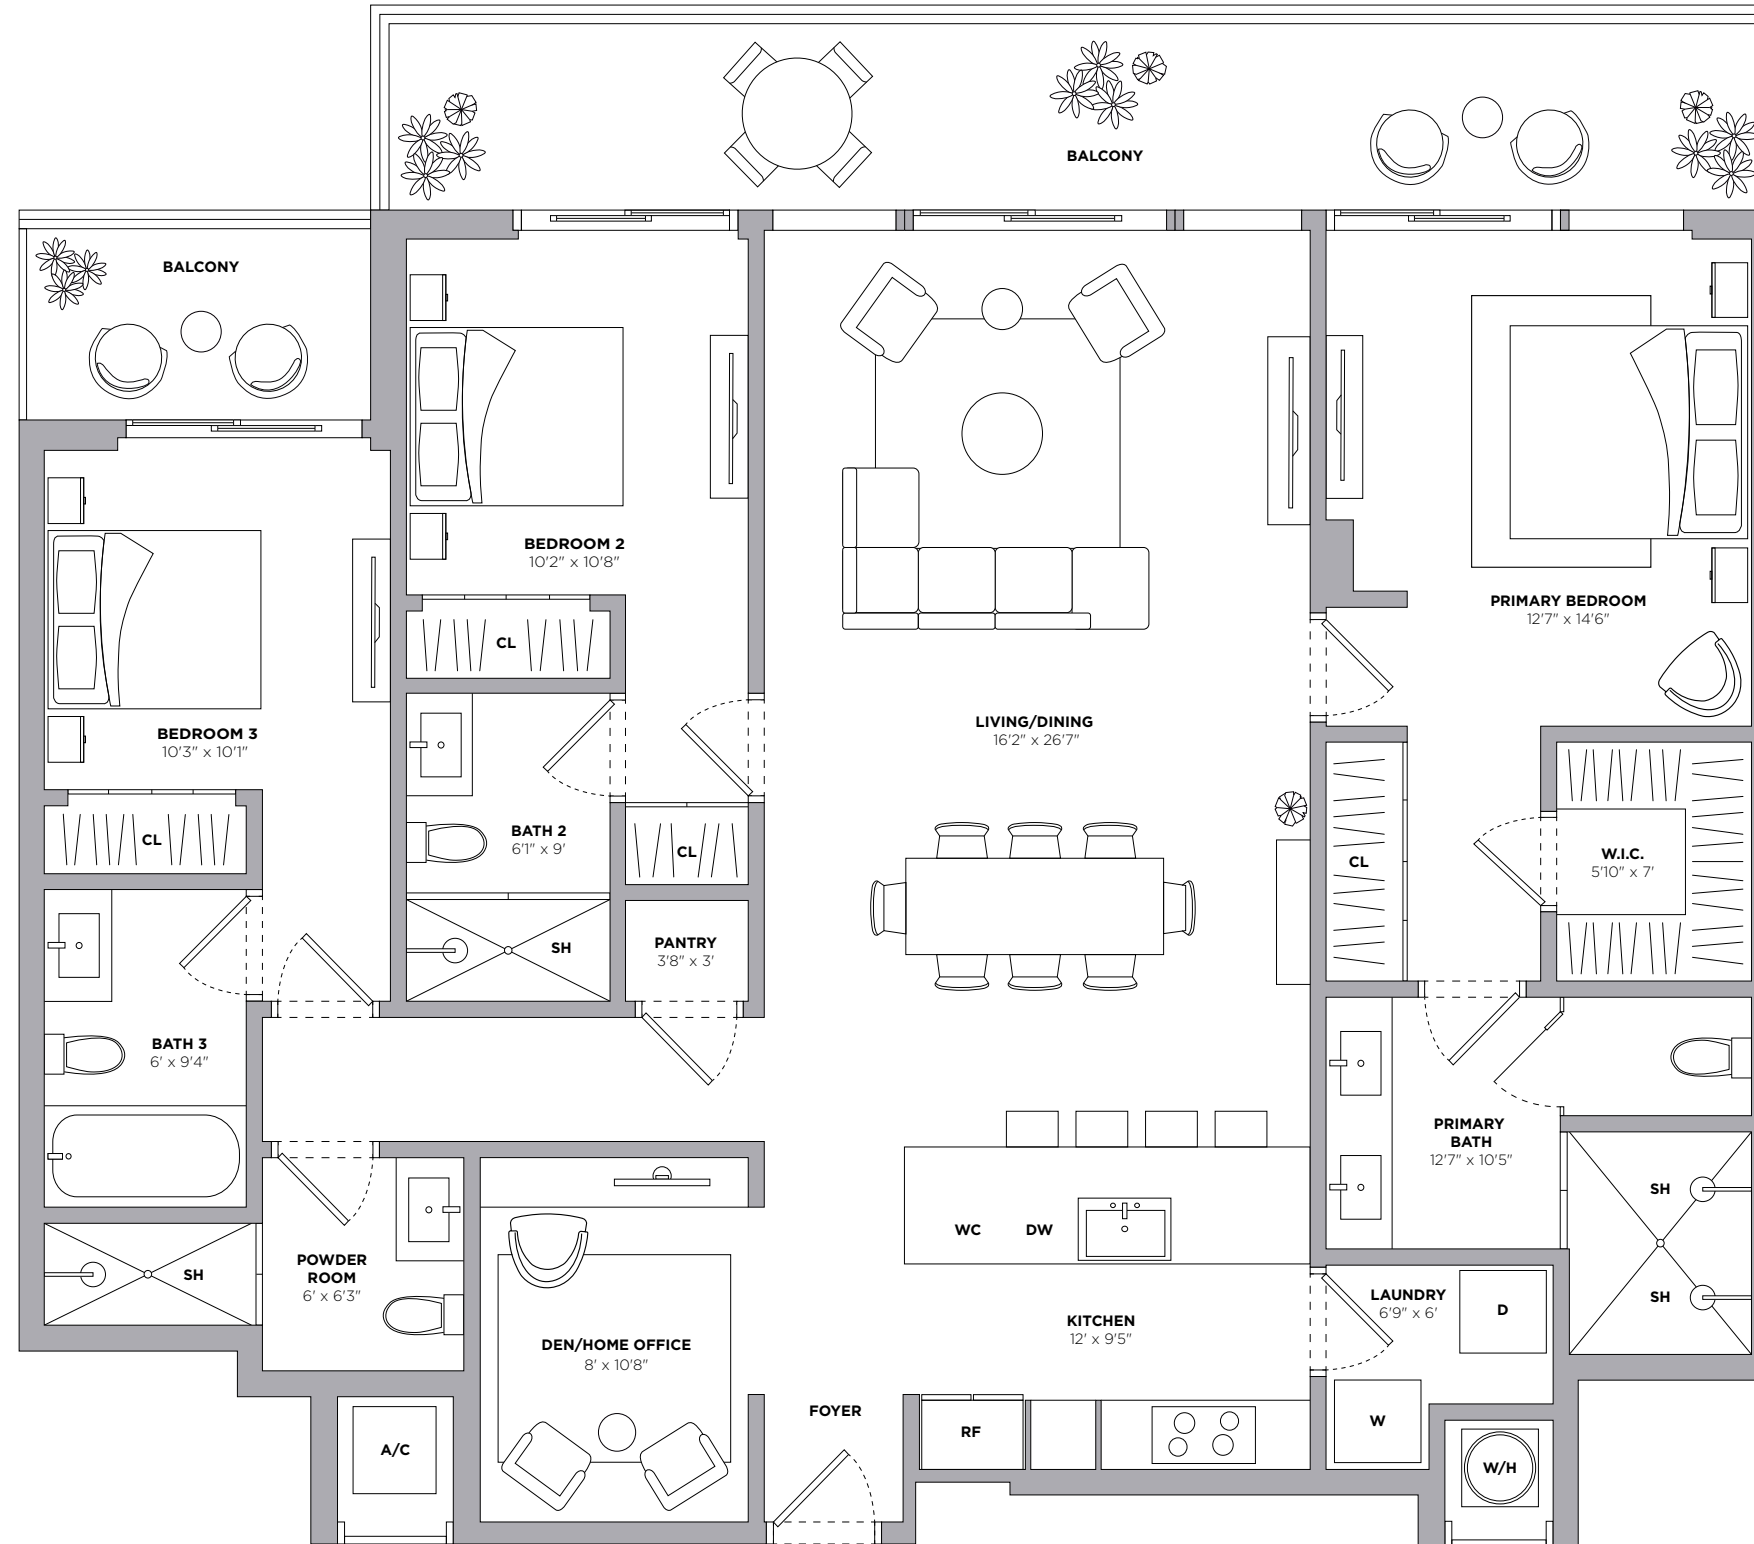 BALCONY
BALCONY
BEDROOM 2
10'2" x 10'8"
CL
PRIMARY BEDROOM
12'7" x 14'6"
BEDROOM 3
10'3" x 10'1"
CL
LIVING/DINING
16'2" x 26'7"
BATH 2
6'1" x 9'
CL
CL
W.I.C.
5'10" x 7'
SH
PANTRY
3'8" x 3'
BATH 3
6' x 9'4"
PRIMARY
BATH
12'7" x 10'5"
SH
SH
WC
DW
SH
POWDER
ROOM
6' x 6'3"
DEN/HOME OFFICE
8' x 10'8"
KITCHEN
12' x 9'5"
LAUNDRY
6'9" x 6'
D
FOYER
RF
W
A/C
W/H